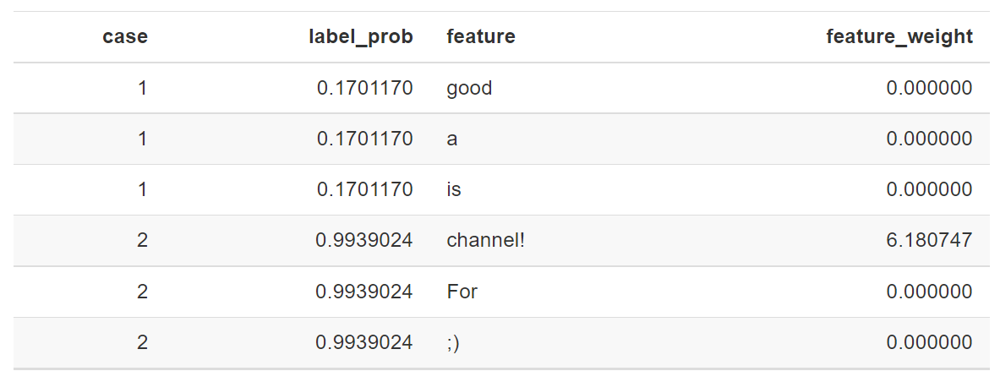 case label_prob feature feature_weight
1 0.1701170 good 0.000000
1 0.1701170 a 0.000000
1 0.1701170 is 0.000000
2 0.9939024 channel! 6.180747
2 0.9939024 For 0.000000
2 0.9939024 ;) 0.000000